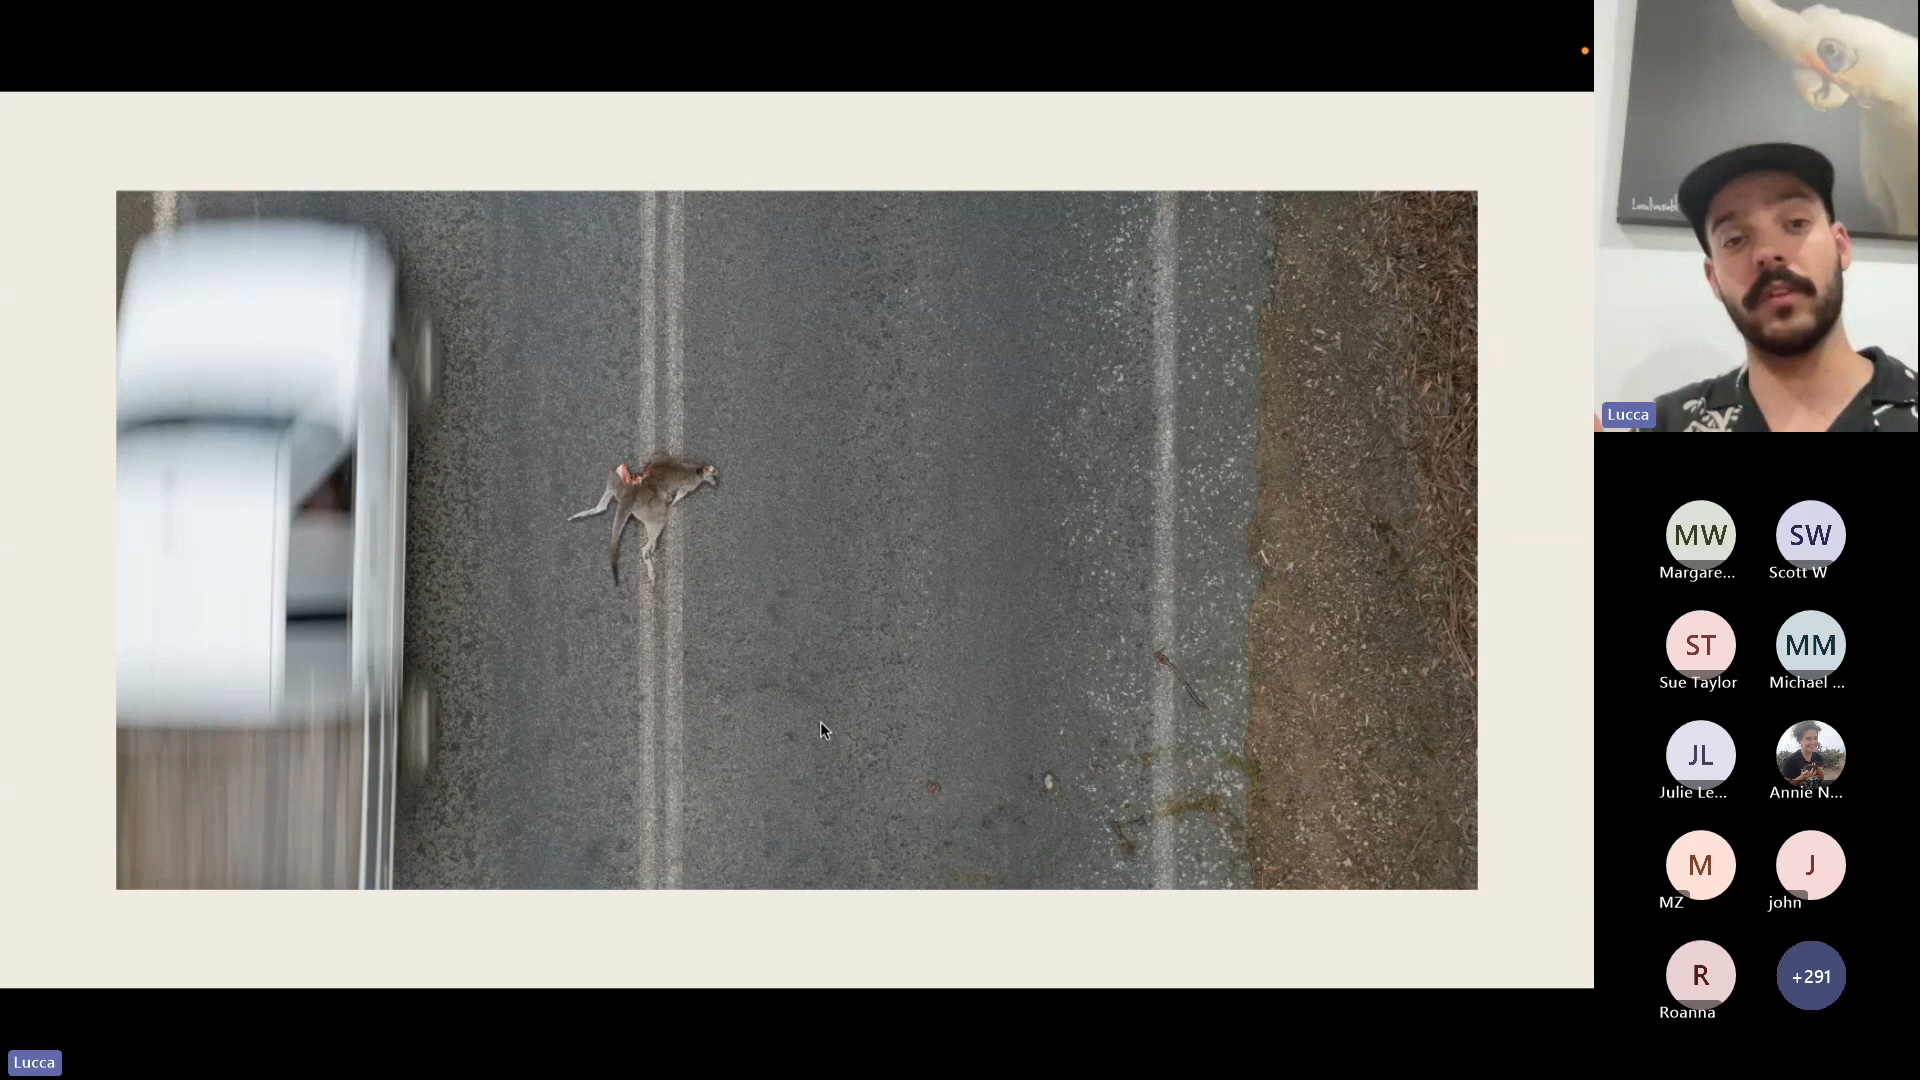 Lucca
MW
Margare...
SW
Scott W
ST
Sue Taylor
MM
Michael ...
JL
Julie Le...
Annie N...
M
MZ
J
john
R
Roanna
+291
Lucca